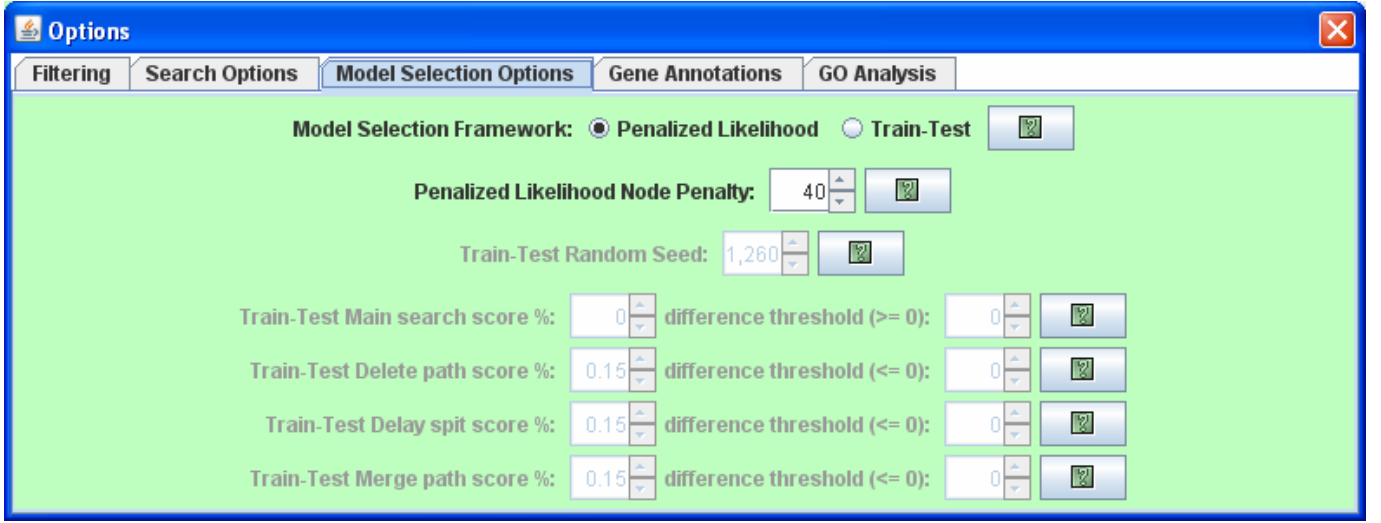 Options
Filtering Search Options Model Selection Options Gene Annotations GO Analysis
Model Selection Framework: Penalized Likelihood Train-Test
Penalized Likelihood Node Penalty: 40
Train-Test Random Seed: 1,260
Train-Test Main search score %: 0 difference threshold (>= 0): 0
Train-Test Delete path score %: 0.15 difference threshold (<= 0): 0
Train-Test Delay spit score %: 0.15 difference threshold (<= 0): 0
Train-Test Merge path score %: 0.15 difference threshold (<= 0): 0